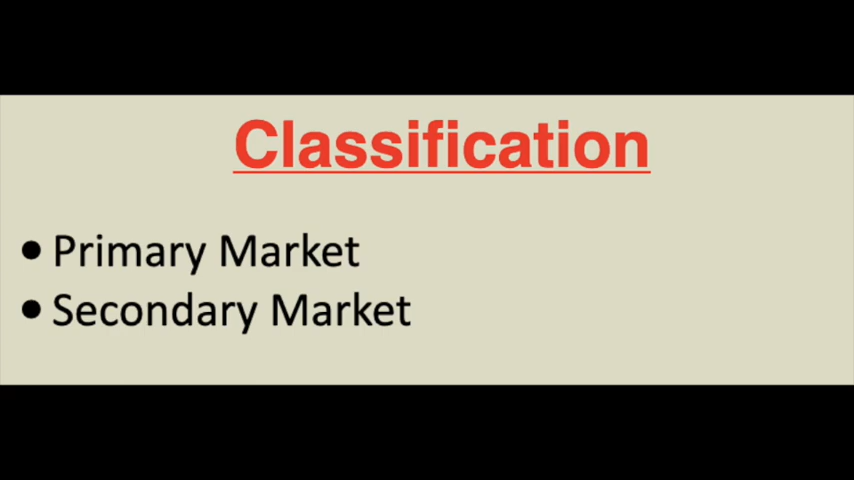 Classification
• Primary Market
• Secondary Market